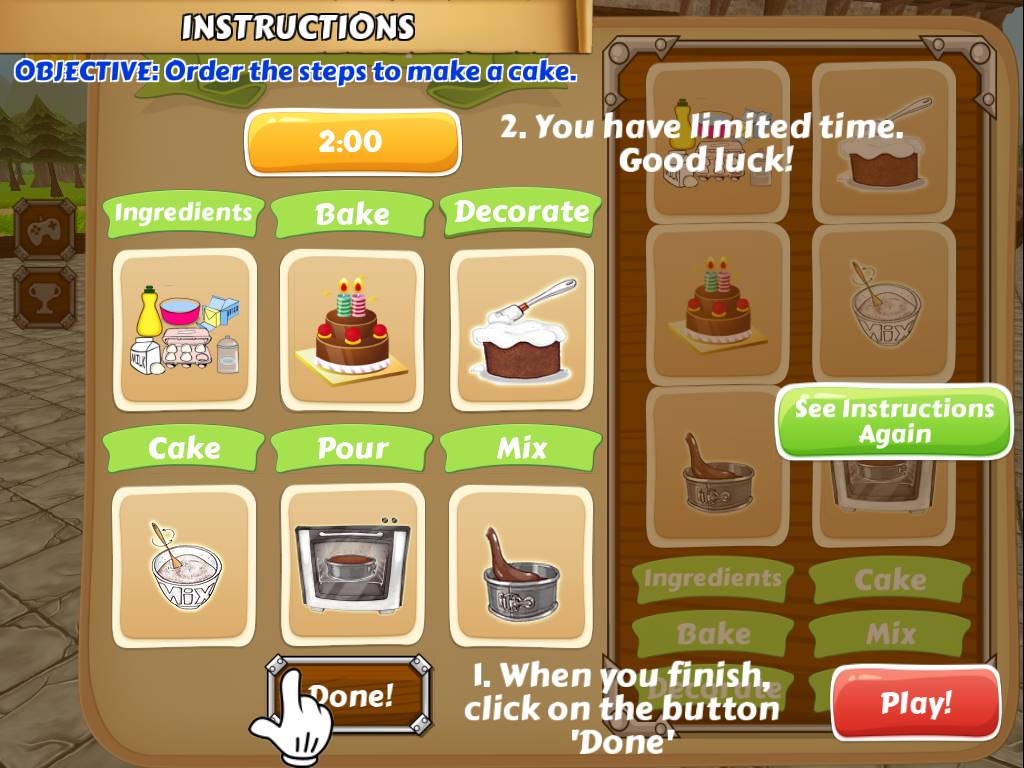 INSTRUCTIONS
OBJECTIVE: Order the steps to make a cake.
2:00
2. You have limited time.
Good luck!
Ingredients
Bake
Decorate
Cake
Pour
Mix
MIX
See Instructions
Again
MIX
Ingredients
Cake
Bake
Mix
Done!
1. When you finish,
click on the button
'Done'
Play!